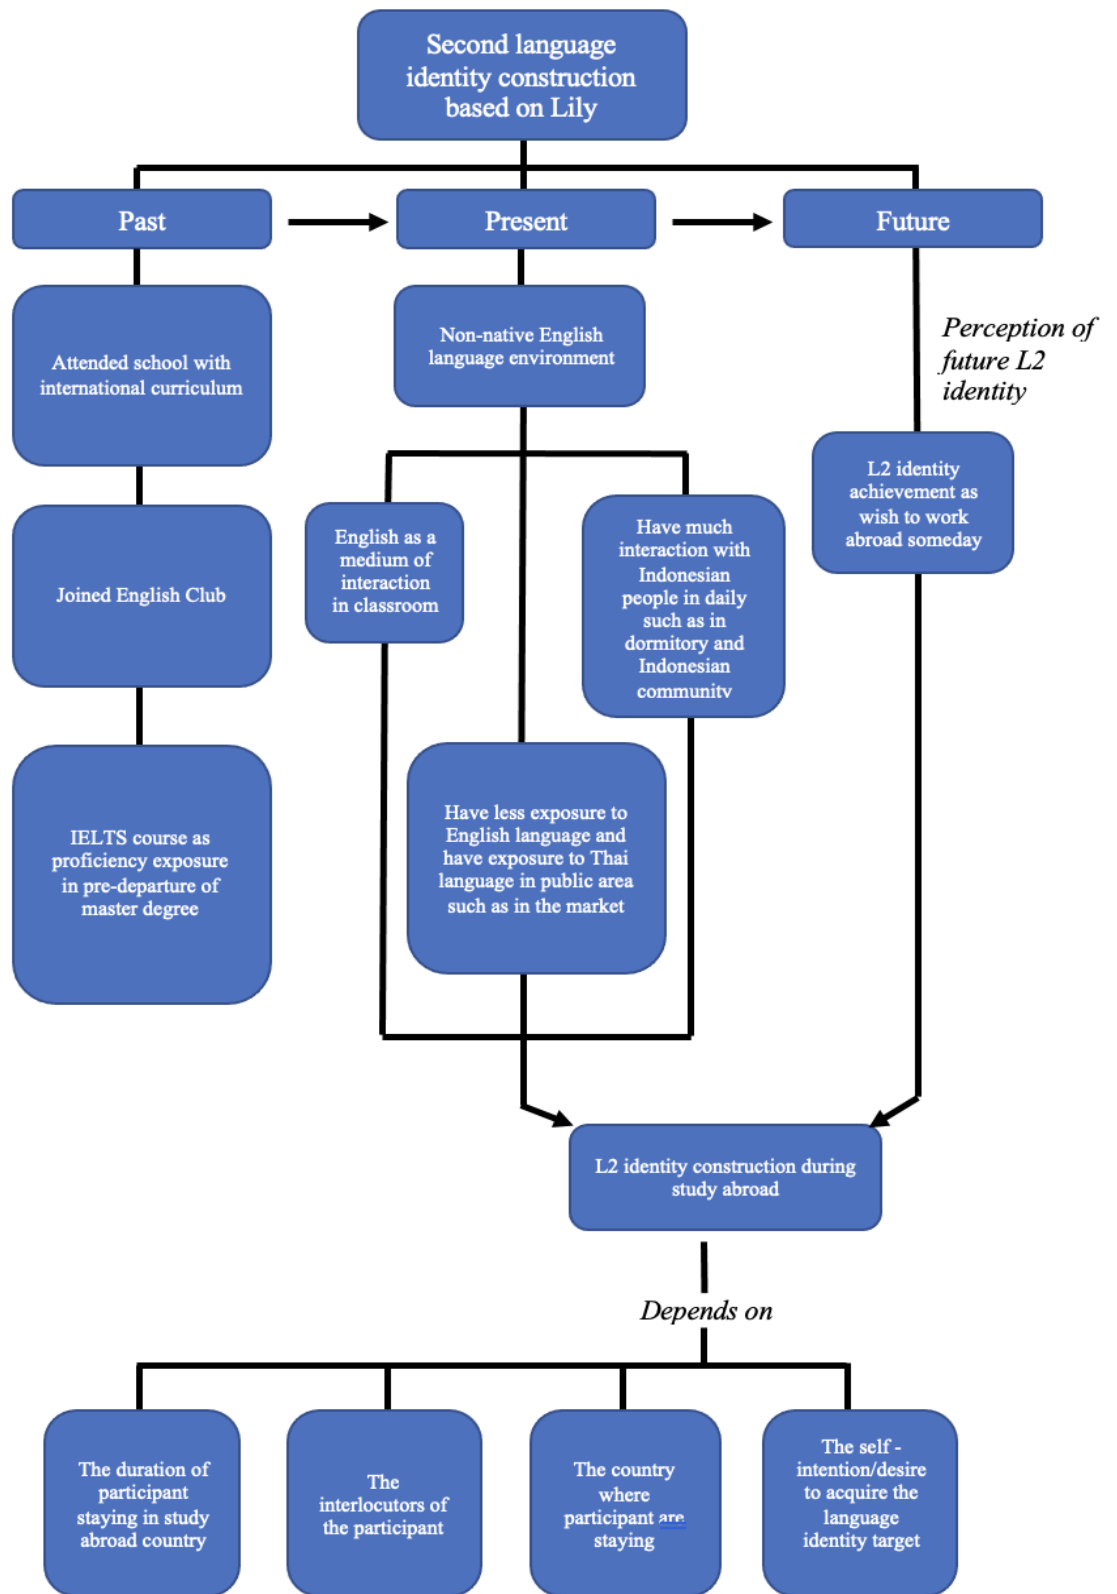 Second language
identity construction
based on Lily
Past
Present
Future
Attended school with
international curriculum
Joined English Club
IELTS course as
proficiency exposure
in pre-departure of
master degree
Non-native English
language environment
English as a
medium of
interaction
in classroom
Have less exposure to
English language and
have exposure to Thai
language in public area
such as in the market
Have much
interaction with
Indonesian
people in daily
such as in
dormitory and
Indonesian
community
Perception of
future L2
identity
L2 identity
achievement as
wish to work
abroad someday
L2 identity construction during
study abroad
Depends on
The duration of
participant
staying in study
abroad country
The
interlocutors of
the participant
The country
where
participant are
staying
The self -
intention/desire
to acquire the
language
identity target